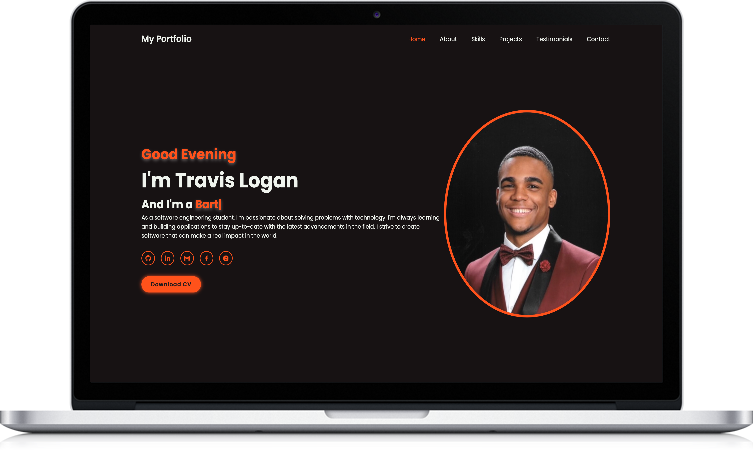 My Portfolio
Home About Skills Projects Testimonials Contact
Good Evening
I'm Travis Logan
And I'm a Bart|
As a software engineering student, I'm passionate about solving problems with technology. I'm always learning
and building applications to stay up-to-date with the latest advancements in the field. I strive to create
software that can make a real impact in the world.
Download CV